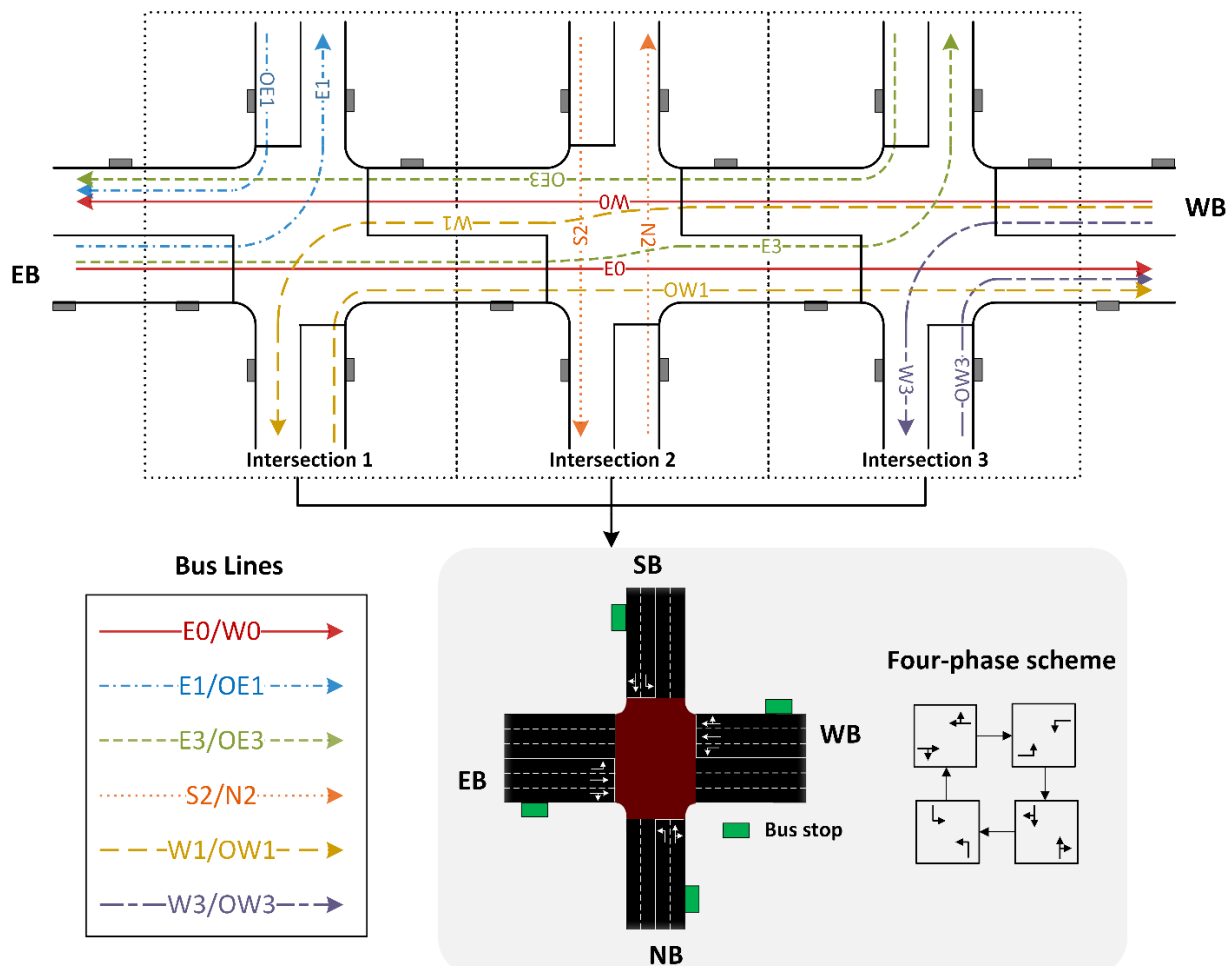 OE1
E1
OE3
W0
WB
W1
S2
N2
E3
EB
E0
OW1
W3
OW3
Intersection 1
Intersection 2
Intersection 3
Bus Lines
E0/W0
E1/OE1
E3/OE3
S2/N2
W1/OW1
W3/OW3
SB
WB
EB
NB
Bus stop
Four-phase scheme